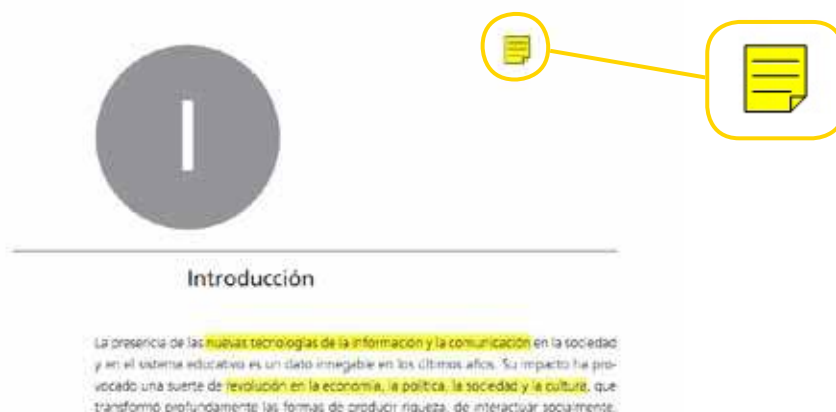 I
Introducción
La presencia de las nuevas tecnologías de la información y la comunicación en la sociedad
y en el sistema educativo es un dato innegable en los últimos años. Su impacto ha pro-
vocado una suerte de revolución en la economía, la política, la sociedad y la cultura, que
transformó profundamente las formas de producir riqueza, de interactuar socialmente,